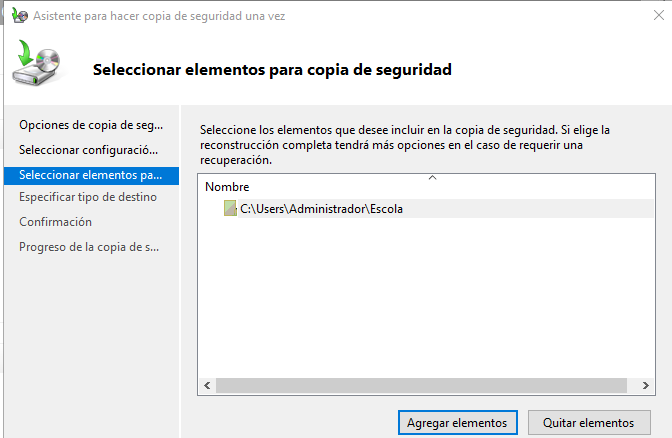 Asistente para hacer copia de seguridad una vez
Seleccionar elementos para copia de seguridad
Opciones de copia de seg...
Seleccionar configuració...
Seleccionar elementos pa...
Especificar tipo de destino
Confirmación
Progreso de la copia de s...
Seleccione los elementos que desee incluir en la copia de seguridad. Si elige la
reconstrucción completa tendrá más opciones en el caso de requerir una
recuperación.
Nombre
C:\Users\Administrador\Escola
Agregar elementos
Quitar elementos